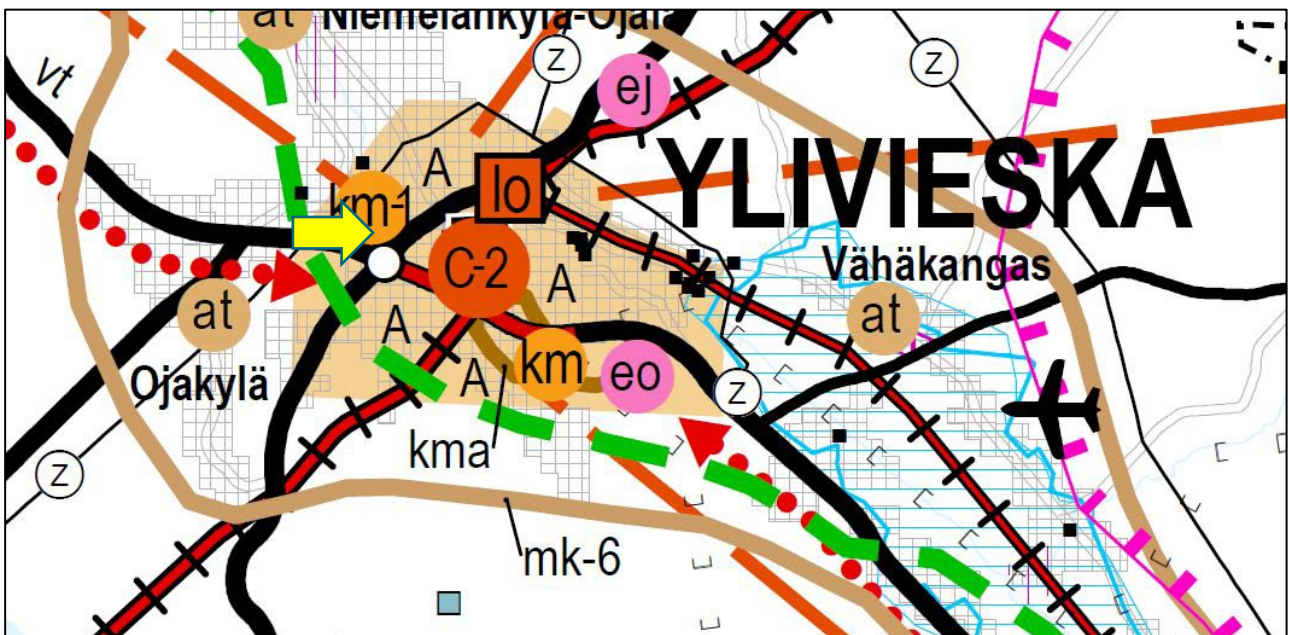 at
Niemelänkylä-Ojala
z
z
vt
ej
YLIVIESKA
A
lo
km-1
Vähäkangas
C-2
A
at
at
A
Ojakylä
A
km
eo
z
kma
z
mk-6